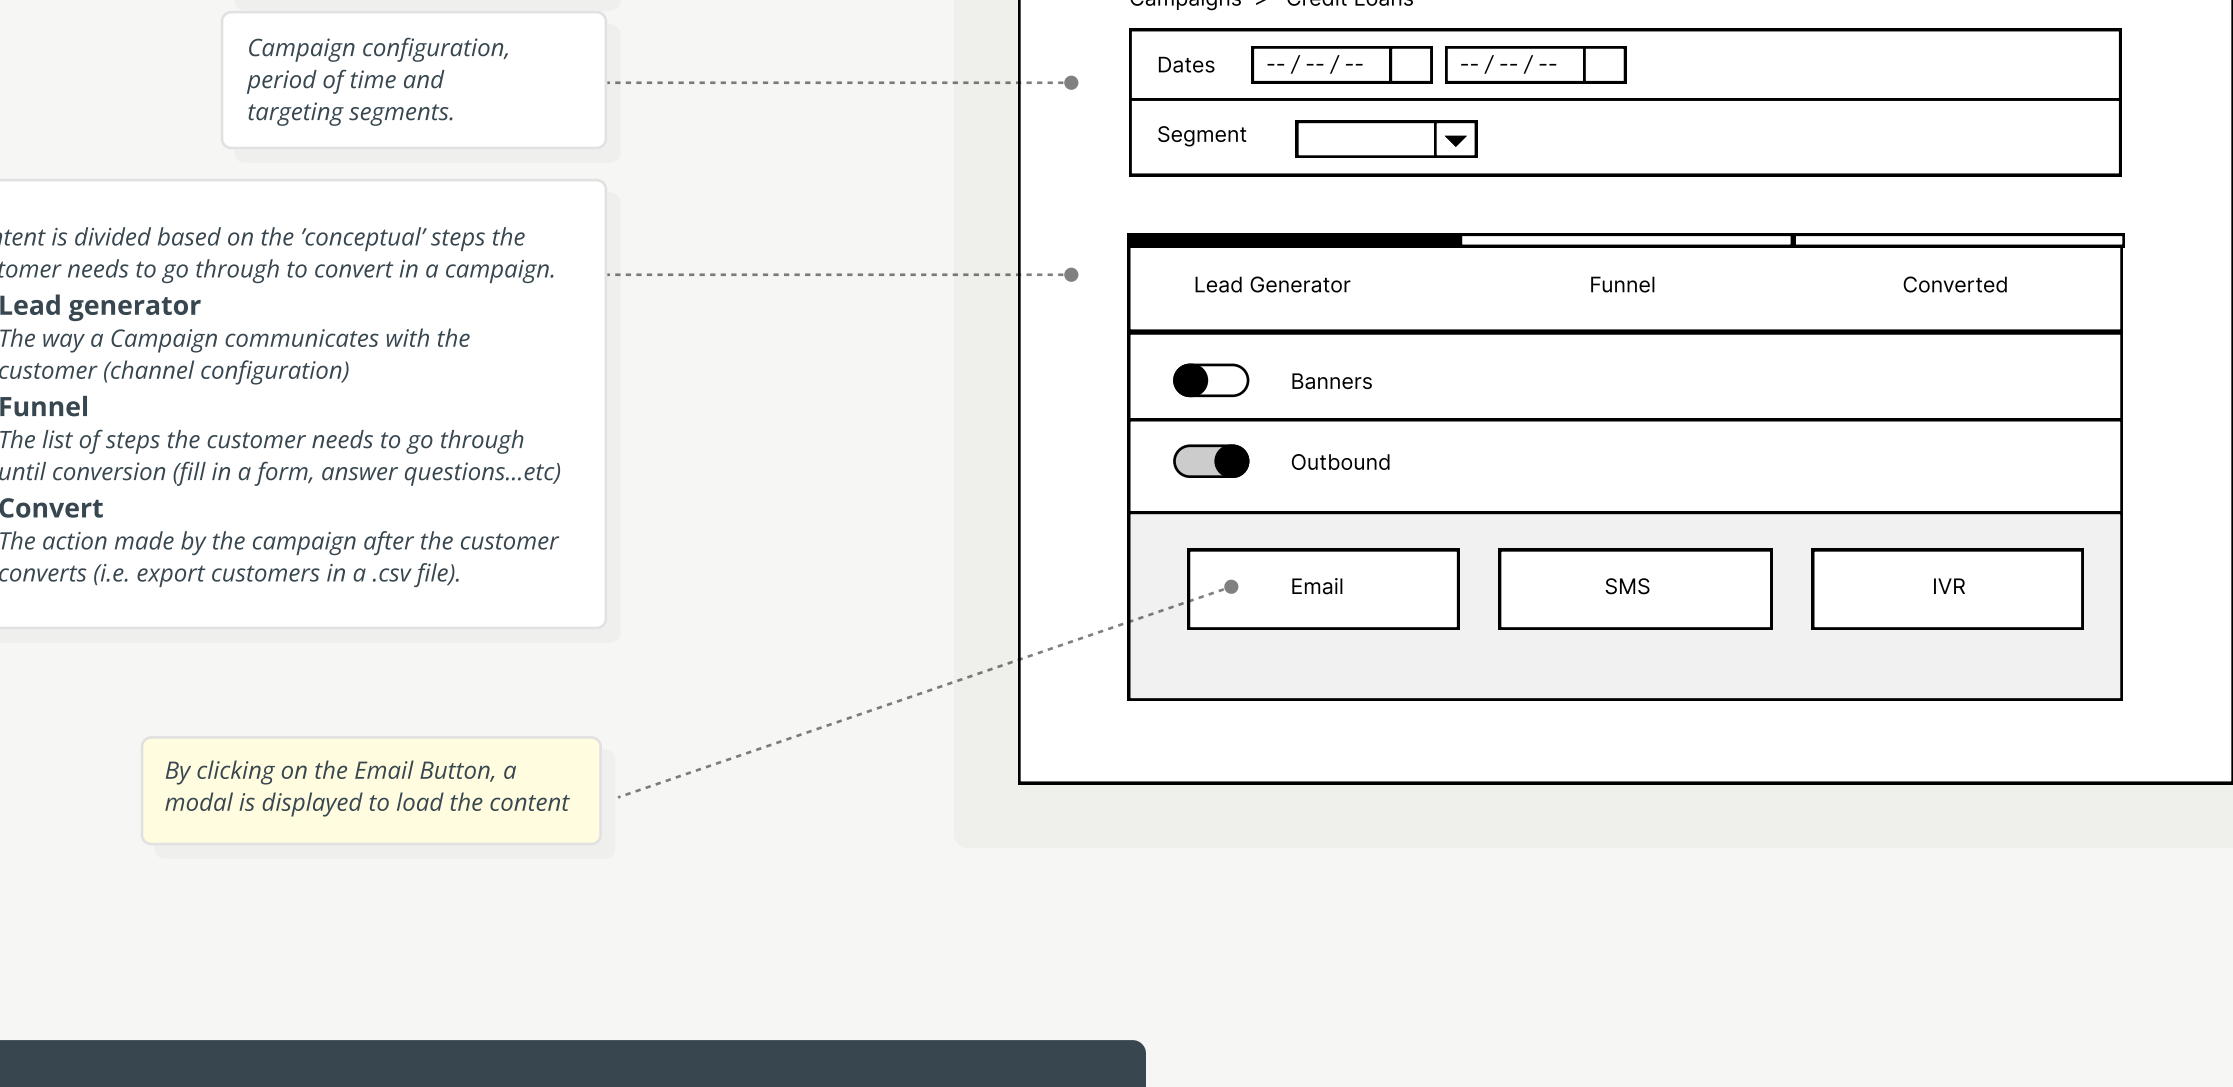 Campaign configuration,
period of time and
targeting segments.
ntent is divided based on the ‘conceptual’ steps the
tomer needs to go through to convert in a campaign.
Lead generator
The way a Campaign communicates with the
customer (channel configuration)
Funnel
The list of steps the customer needs to go through
until conversion (fill in a form, answer questions...etc)
Convert
The action made by the campaign after the customer
converts (i.e. export customers in a .csv file).
By clicking on the Email Button, a
modal is displayed to load the content
Campaigns > Credit Loans
Dates -- / -- / -- -- / -- / --
Segment
Lead Generator Funnel Converted
Banners
Outbound
Email SMS IVR